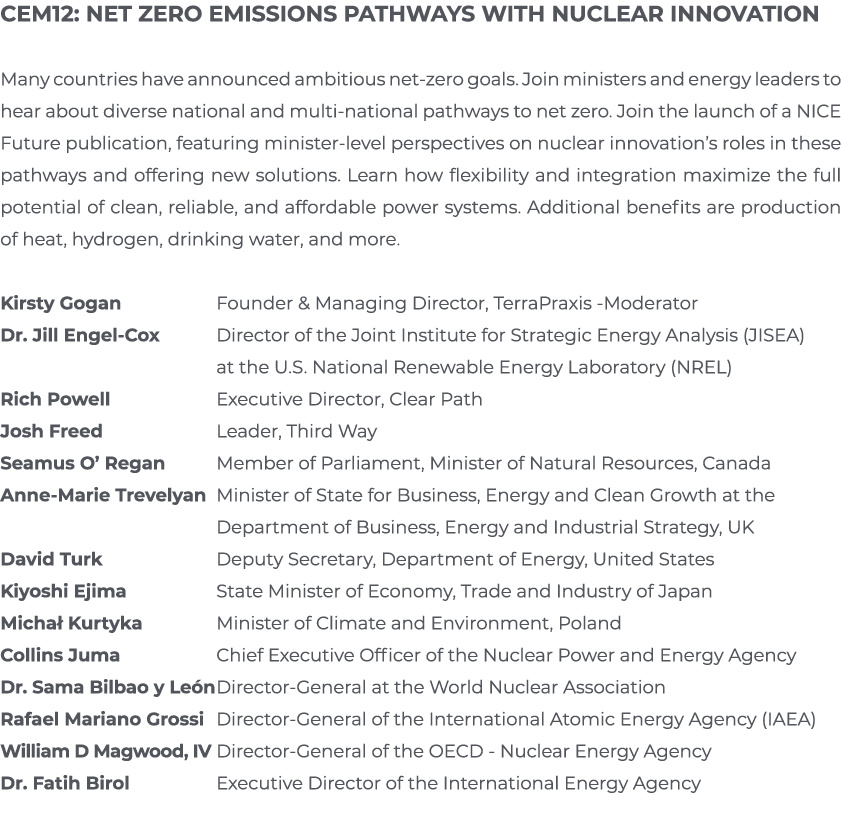 CEM12: NET ZERO EMISSIONS PATHWAYS WITH NUCLEAR INNOVATION
Many countries have announced ambitious net-zero goals. Join ministers and energy leaders to
hear about diverse national and multi-national pathways to net zero. Join the launch of a NICE
Future publication, featuring minister-level perspectives on nuclear innovation’s roles in these
pathways and offering new solutions. Learn how flexibility and integration maximize the full
potential of clean, reliable, and affordable power systems. Additional benefits are production
of heat, hydrogen, drinking water, and more.
Kirsty Gogan Founder & Managing Director, TerraPraxis -Moderator
Dr. Jill Engel-Cox Director of the Joint Institute for Strategic Energy Analysis (JISEA)
at the U.S. National Renewable Energy Laboratory (NREL)
Rich Powell Executive Director, Clear Path
Josh Freed Leader, Third Way
Seamus O’ Regan Member of Parliament, Minister of Natural Resources, Canada
Anne-Marie Trevelyan Minister of State for Business, Energy and Clean Growth at the
Department of Business, Energy and Industrial Strategy, UK
David Turk Deputy Secretary, Department of Energy, United States
Kiyoshi Ejima State Minister of Economy, Trade and Industry of Japan
Michał Kurtyka Minister of Climate and Environment, Poland
Collins Juma Chief Executive Officer of the Nuclear Power and Energy Agency
Dr. Sama Bilbao y León Director-General at the World Nuclear Association
Rafael Mariano Grossi Director-General of the International Atomic Energy Agency (IAEA)
William D Magwood, IV Director-General of the OECD - Nuclear Energy Agency
Dr. Fatih Birol Executive Director of the International Energy Agency